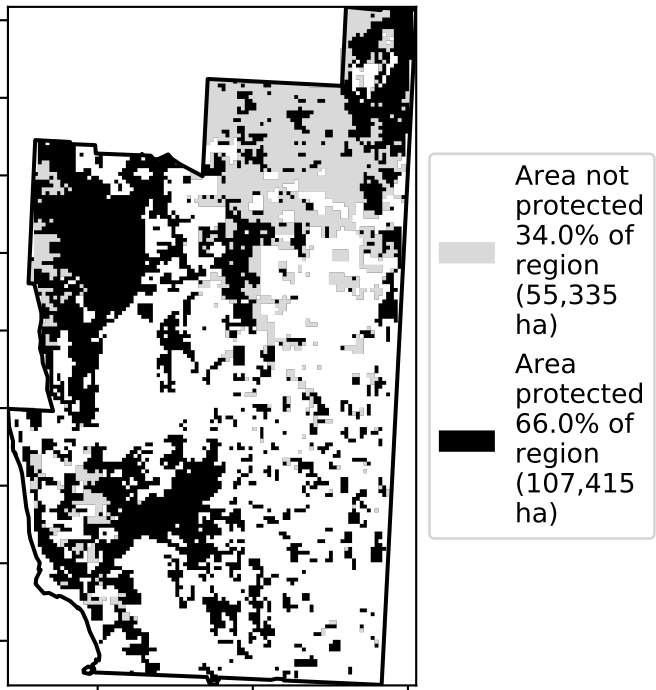 Area not
protected
34.0% of
region
(55,335
ha)
Area
protected
66.0% of
region
(107,415
ha)